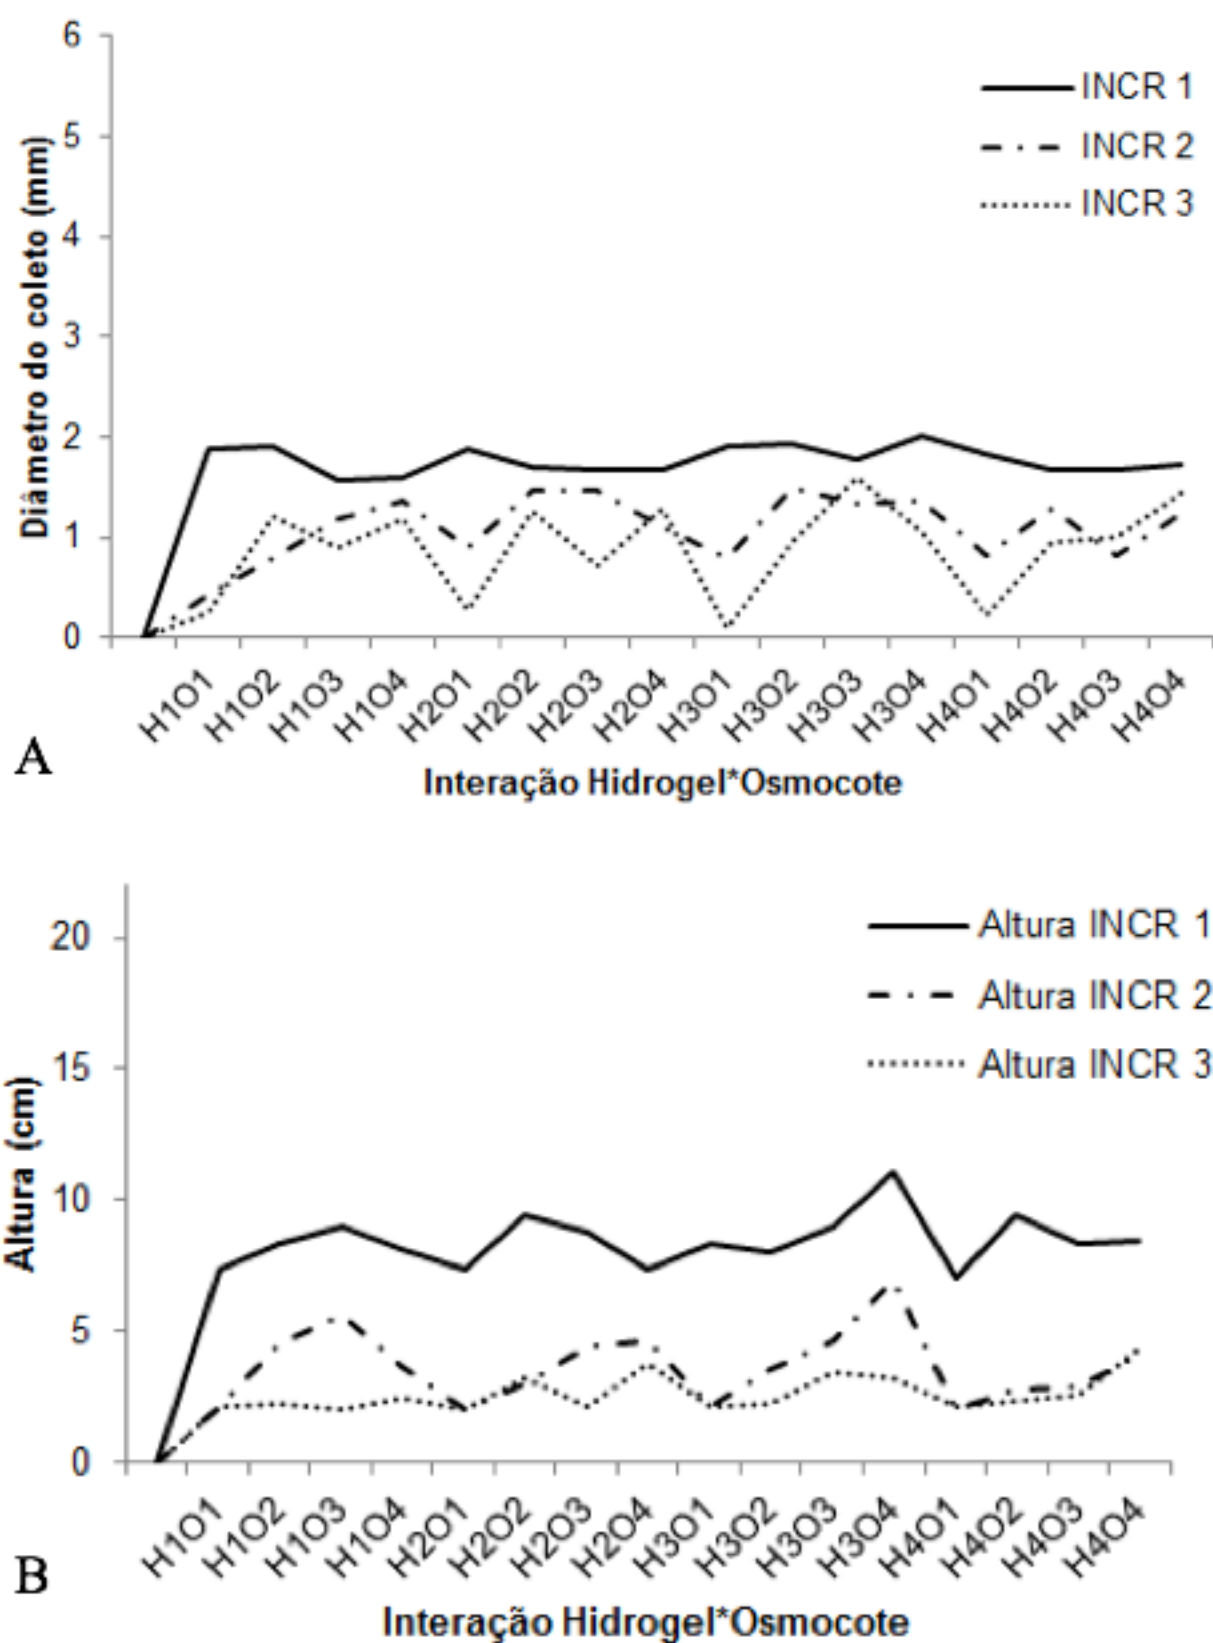 6
INCR 1
5
INCR 2
INCR 3
4
3
2
1
0
Diâmetro do coleto (mm)
H1O1 H1O2 H1O3 H1O4 H2O1 H2O2 H2O3 H2O4 H3O1 H3O2 H3O3 H3O4 H4O1 H4O2 H4O3 H4O4
A
Interação Hidrogel*Osmocote
20
Altura INCR 1
Altura INCR 2
15
Altura INCR 3
10
5
0
Altura (cm)
H1O1 H1O2 H1O3 H1O4 H2O1 H2O2 H2O3 H2O4 H3O1 H3O2 H3O3 H3O4 H4O1 H4O2 H4O3 H4O4
B
Interação Hidrogel*Osmocote